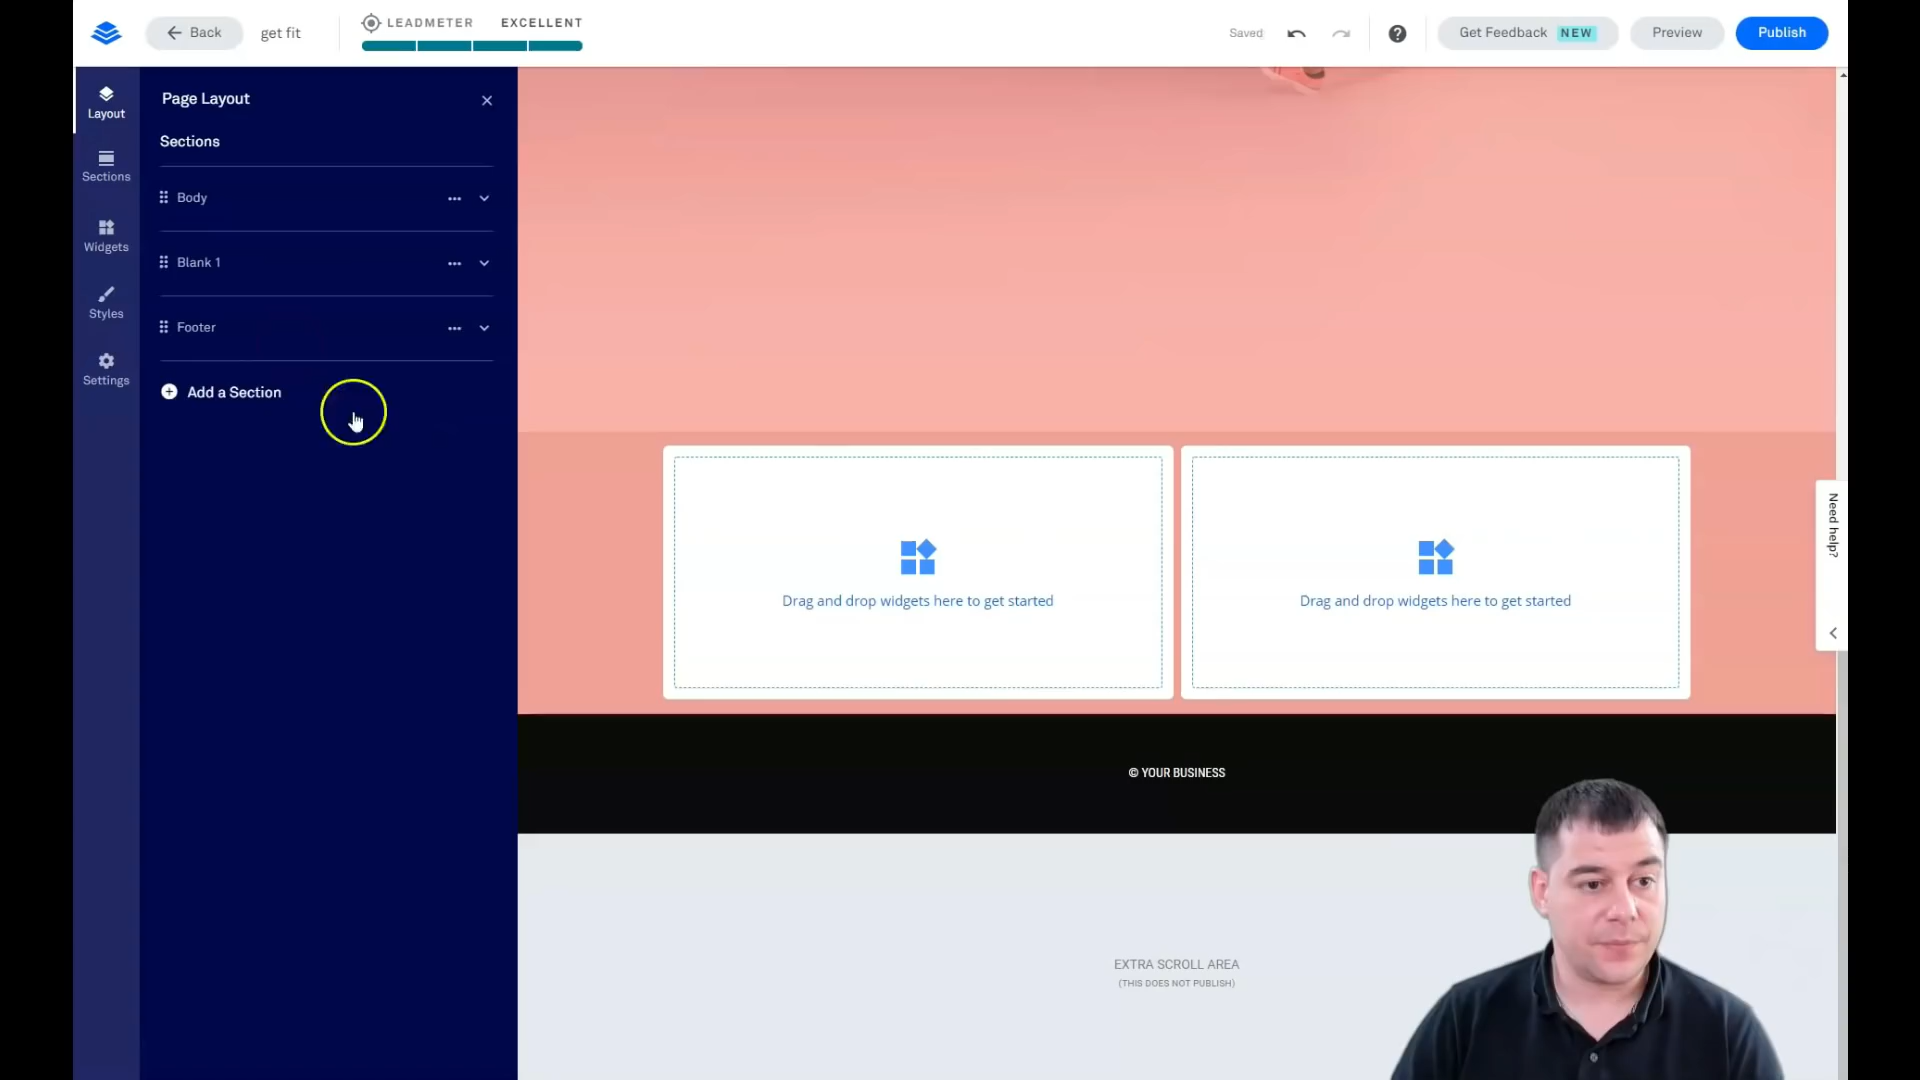 Back
get fit
LEADMETER EXCELLENT
Saved
Get Feedback NEW
Preview
Publish
Layout
Sections
Widgets
Styles
Settings
Page Layout
Sections
Body
Blank 1
Footer
Add a Section
Drag and drop widgets here to get started
Drag and drop widgets here to get started
© YOUR BUSINESS
EXTRA SCROLL AREA
(THIS DOES NOT PUBLISH)
Need help?